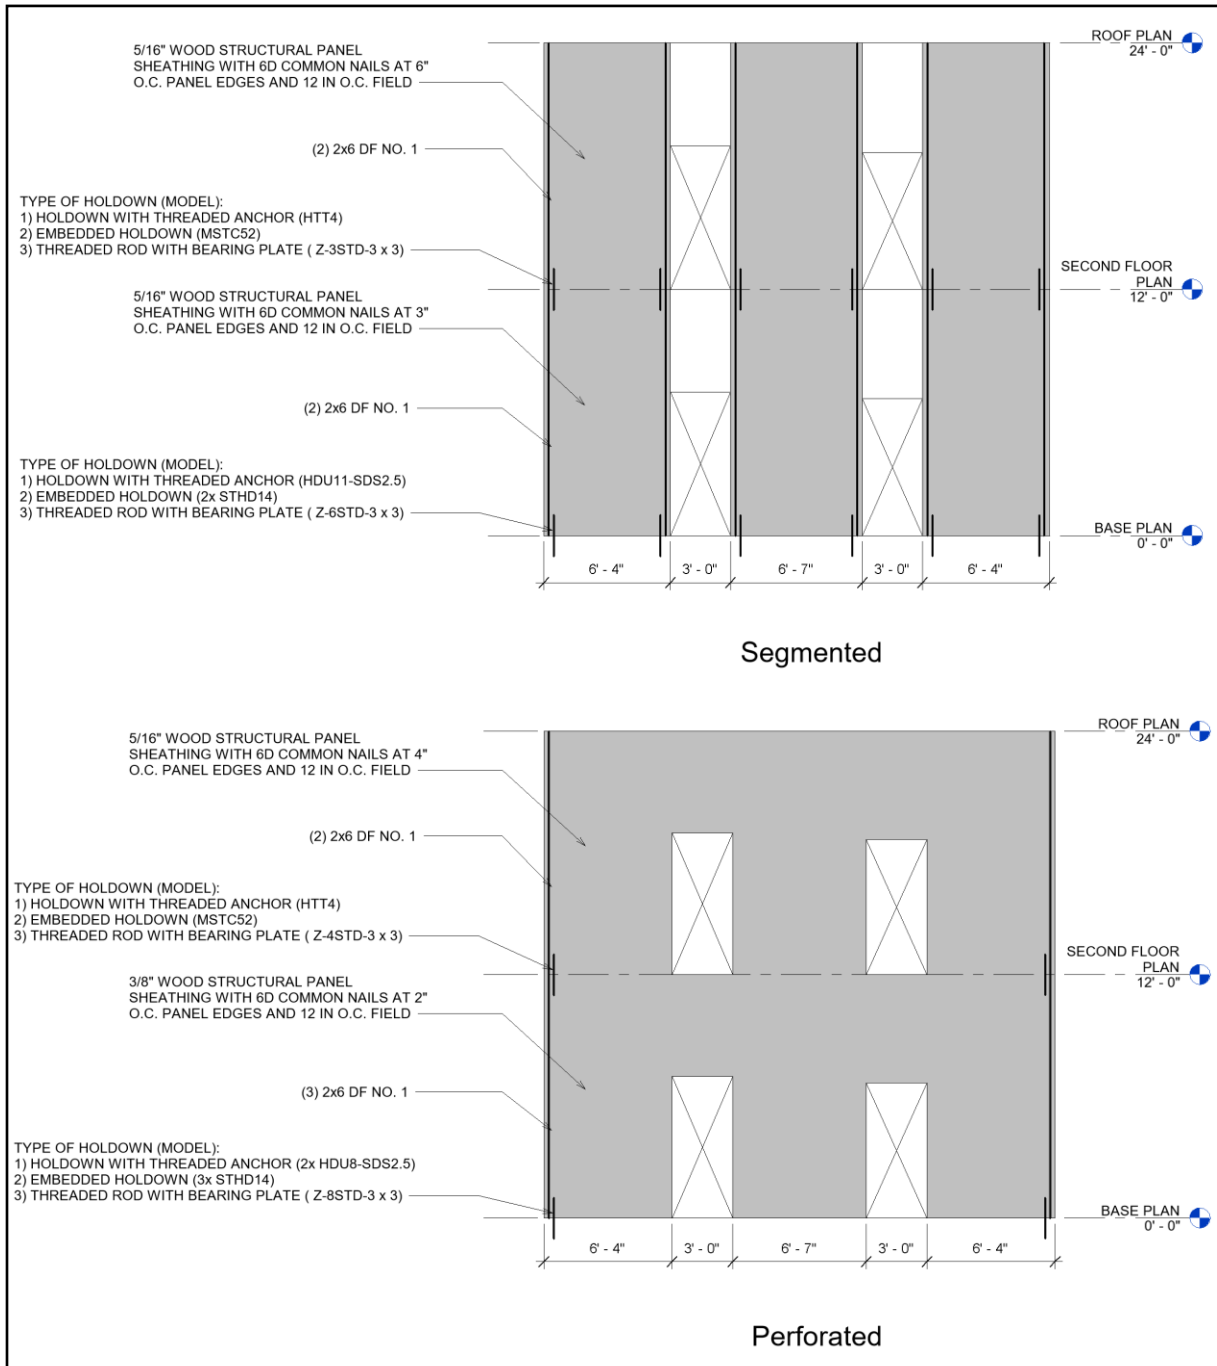 ROOF PLAN
24' - 0"
5/16" WOOD STRUCTURAL PANEL
SHEATHING WITH 6D COMMON NAILS AT 6"
O.C. PANEL EDGES AND 12 IN O.C. FIELD
(2) 2x6 DF NO. 1
TYPE OF HOLDOWN (MODEL):
1) HOLDOWN WITH THREADED ANCHOR (HTT4)
2) EMBEDDED HOLDOWN (MSTC52)
3) THREADED ROD WITH BEARING PLATE ( Z-3STD-3 x 3)
SECOND FLOOR
PLAN
12' - 0"
5/16" WOOD STRUCTURAL PANEL
SHEATHING WITH 6D COMMON NAILS AT 3"
O.C. PANEL EDGES AND 12 IN O.C. FIELD
(2) 2x6 DF NO. 1
TYPE OF HOLDOWN (MODEL):
1) HOLDOWN WITH THREADED ANCHOR (HDU11-SDS2.5)
2) EMBEDDED HOLDOWN (2x STHD14)
3) THREADED ROD WITH BEARING PLATE ( Z-6STD-3 x 3)
BASE PLAN
0' - 0"
6' - 4" 3' - 0" 6' - 7" 3' - 0" 6' - 4"
Segmented
ROOF PLAN
24' - 0"
5/16" WOOD STRUCTURAL PANEL
SHEATHING WITH 6D COMMON NAILS AT 4"
O.C. PANEL EDGES AND 12 IN O.C. FIELD
(2) 2x6 DF NO. 1
TYPE OF HOLDOWN (MODEL):
1) HOLDOWN WITH THREADED ANCHOR (HTT4)
2) EMBEDDED HOLDOWN (MSTC52)
3) THREADED ROD WITH BEARING PLATE ( Z-4STD-3 x 3)
SECOND FLOOR
PLAN
12' - 0"
3/8" WOOD STRUCTURAL PANEL
SHEATHING WITH 6D COMMON NAILS AT 2"
O.C. PANEL EDGES AND 12 IN O.C. FIELD
(3) 2x6 DF NO. 1
TYPE OF HOLDOWN (MODEL):
1) HOLDOWN WITH THREADED ANCHOR (2x HDU8-SDS2.5)
2) EMBEDDED HOLDOWN (3x STHD14)
3) THREADED ROD WITH BEARING PLATE ( Z-8STD-3 x 3)
BASE PLAN
0' - 0"
6' - 4" 3' - 0" 6' - 7" 3' - 0" 6' - 4"
Perforated